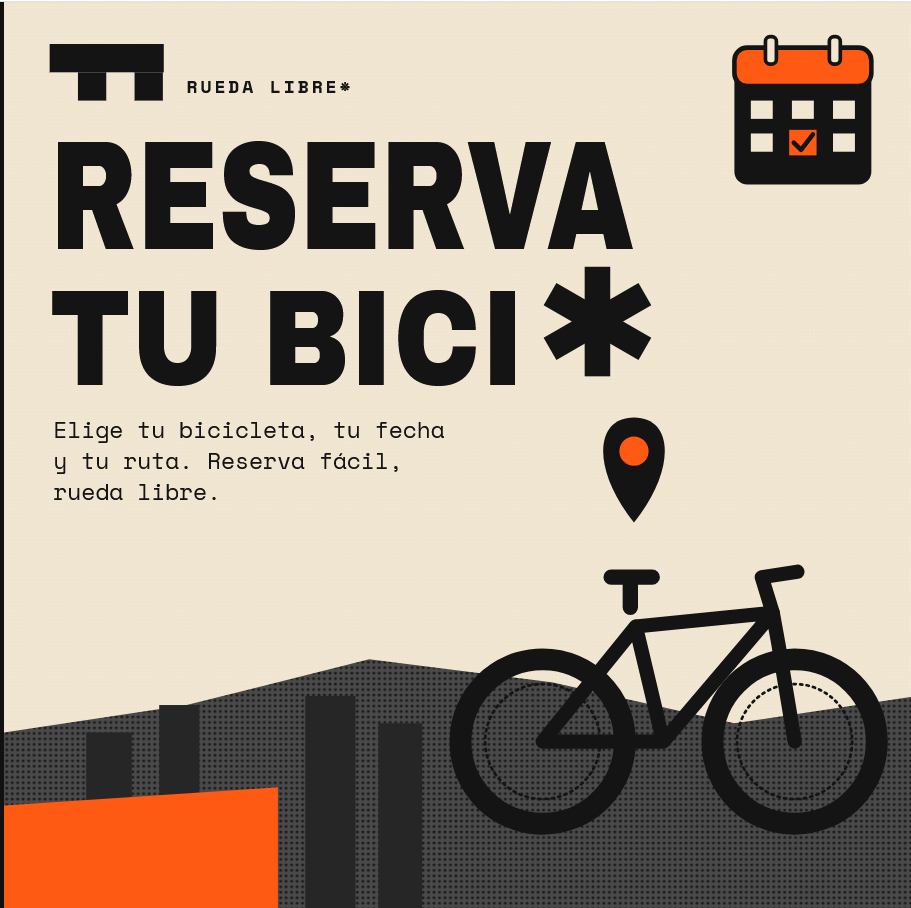 RUEDA LIBRE*
RESERVA
TU BICI*
Elige tu bicicleta, tu fecha
y tu ruta. Reserva fácil,
rueda libre.